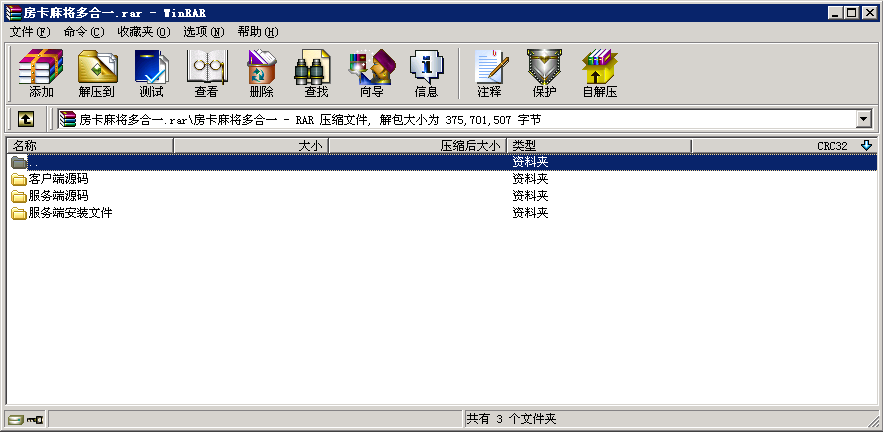 房卡麻将多合一.rar - WinRAR
文件(F) 命令(C) 收藏夹(O) 选项(N) 帮助(H)
添加 解压到 测试 查看 删除 查找 向导 信息 注释 保护 自解压
房卡麻将多合一.rar\房卡麻将多合一 - RAR 压缩文件, 解包大小为 375,701,507 字节
名称 大小 压缩后大小 类型 CRC32
.. 资料夹
客户端源码 资料夹
服务端源码 资料夹
服务端安装文件 资料夹
共有 3 个文件夹